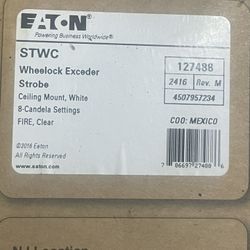 EATON
Powering Business Worldwide®
STWC
Wheelock Exceder
Strobe
Ceiling Mount, White
8-Candela Settings
FIRE, Clear
©2016 Eaton
All Rights Reserved
www.eaton.com
127488
2416 Rev. M
4507957234
COO: MEXICO